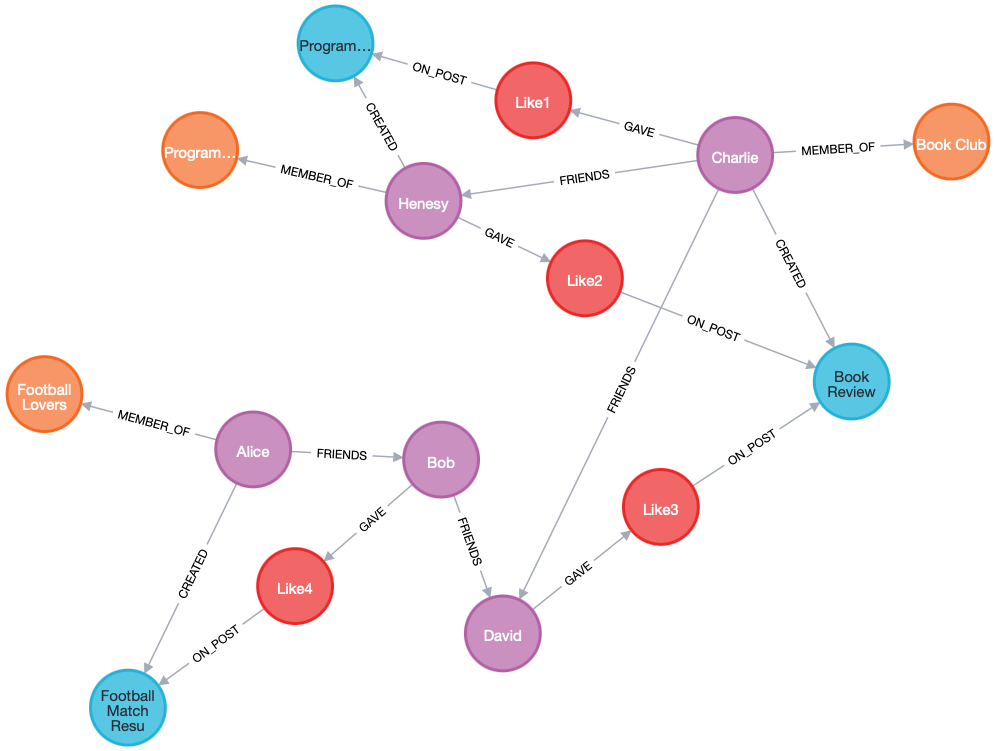 Program...
ON_POST
Like1
CREATED
GAVE
Program...
MEMBER_OF
Henesy
FRIENDS
Charlie
MEMBER_OF
Book Club
GAVE
Like2
CREATED
ON_POST
Book
Review
FRIENDS
Football
Lovers
MEMBER_OF
Alice
FRIENDS
Bob
ON_POST
GAVE
FRIENDS
Like3
CREATED
Like4
GAVE
ON_POST
David
Football
Match
Resu